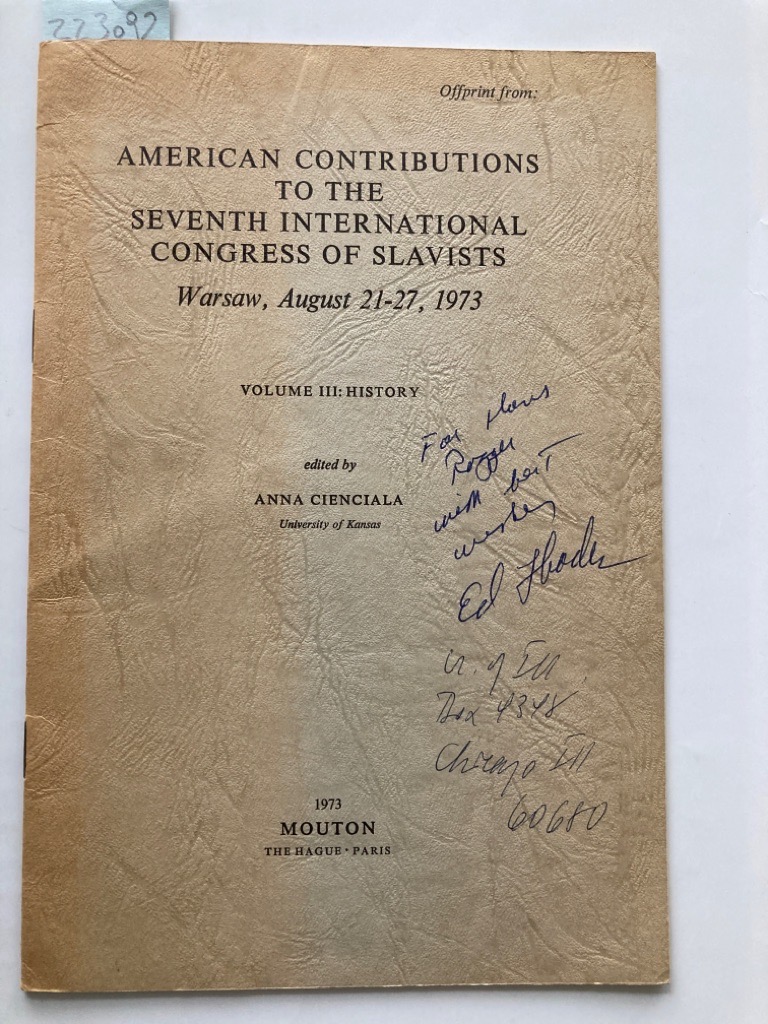 223092
Offprint from:
AMERICAN CONTRIBUTIONS
TO THE
SEVENTH INTERNATIONAL
CONGRESS OF SLAVISTS
Warsaw, August 21-27, 1973
VOLUME III: HISTORY
edited by
ANNA CIENCIALA
University of Kansas
For Hans
Rogger
with best
wishes
Ed
U. of Ill.
Box 4348
Chicago Ill
60680
1973
MOUTON
THE HAGUE • PARIS